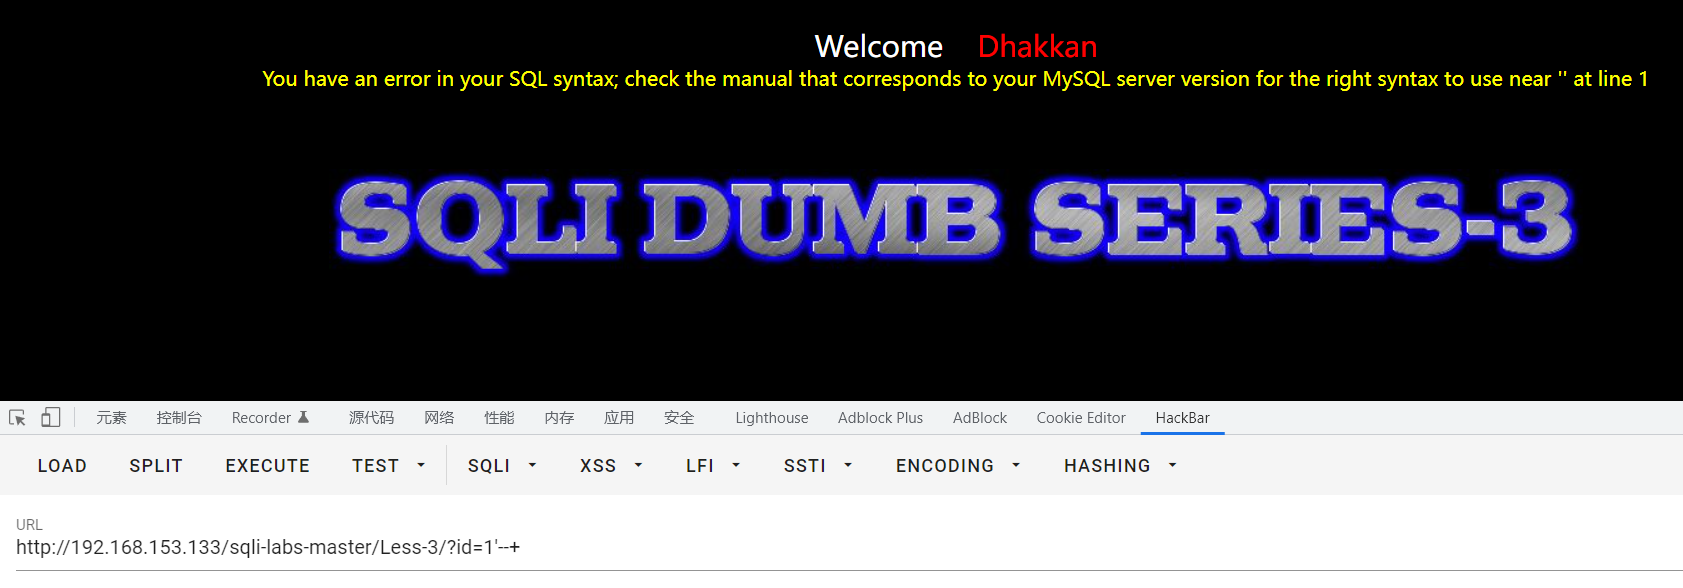 Welcome Dhakkan
You have an error in your SQL syntax; check the manual that corresponds to your MySQL server version for the right syntax to use near '' at line 1
SQLI DUMB SERIES-3
元素 控制台 Recorder 源代码 网络 性能 内存 应用 安全 Lighthouse Adblock Plus AdBlock Cookie Editor HackBar
LOAD SPLIT EXECUTE TEST SQLI XSS LFI SSTI ENCODING HASHING
URL
http://192.168.153.133/sqli-labs-master/Less-3/?id=1'--+